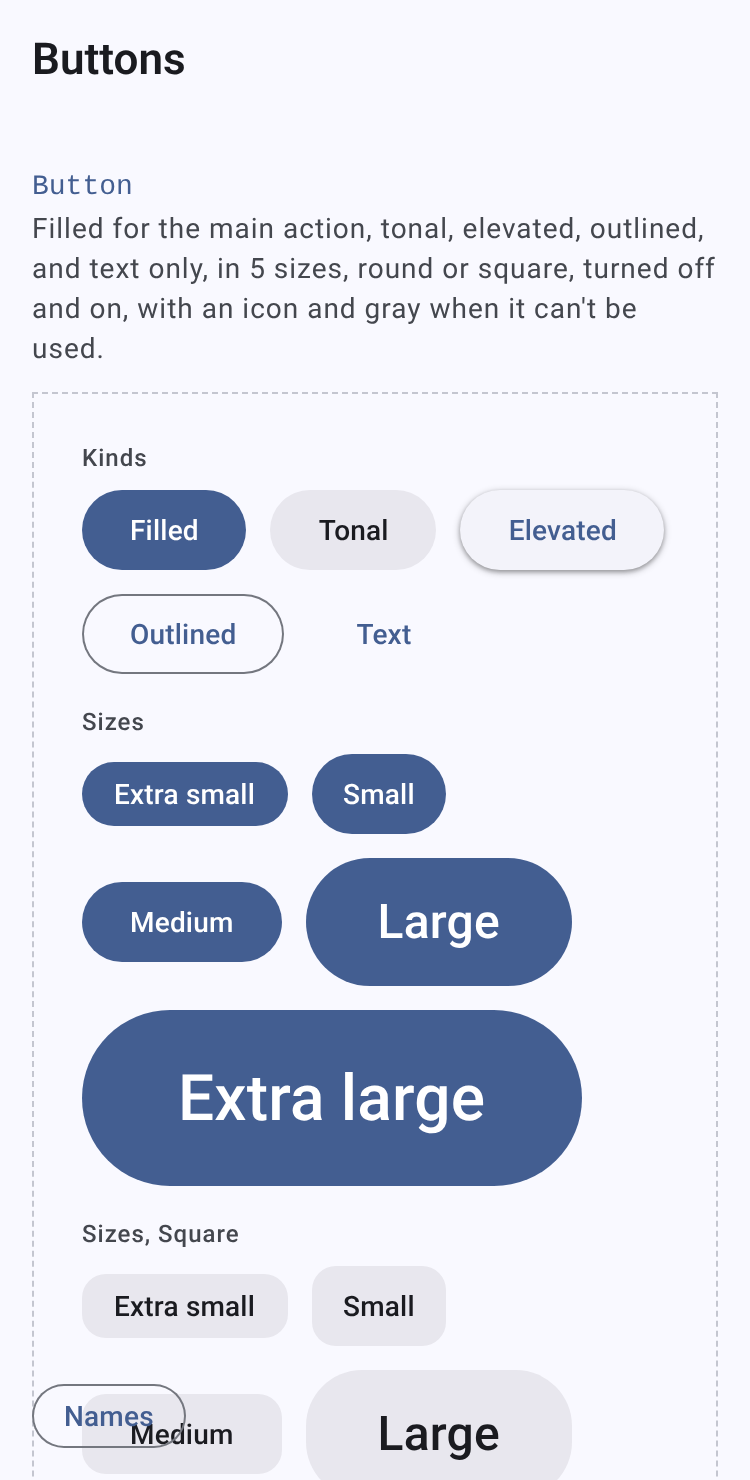 Buttons
Button
Filled for the main action, tonal, elevated, outlined,
and text only, in 5 sizes, round or square, turned off
and on, with an icon and gray when it can't be
used.
Kinds
Filled Tonal Elevated
Outlined Text
Sizes
Extra small Small
Medium Large
Extra large
Sizes, Square
Extra small Small
Names
Medium Large